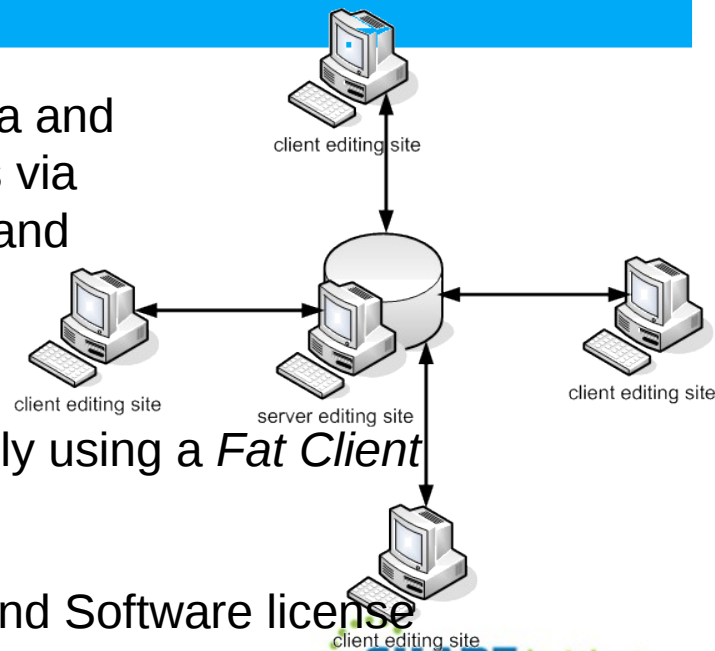 client editing site
a and
via
and
client editing site
client editing site
server editing site
ly using a Fat Client
nd Software license
client editing site